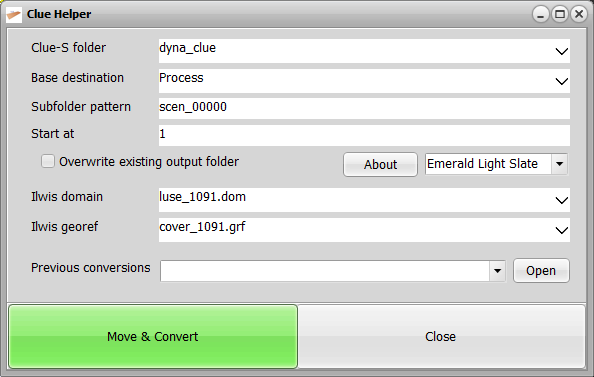 Clue Helper
Clue-S folder dyna_clue
Base destination Process
Subfolder pattern scen_00000
Start at 1
Overwrite existing output folder About Emerald Light Slate
Ilwis domain luse_1091.dom
Ilwis georef cover_1091.grf
Previous conversions Open
Move & Convert Close